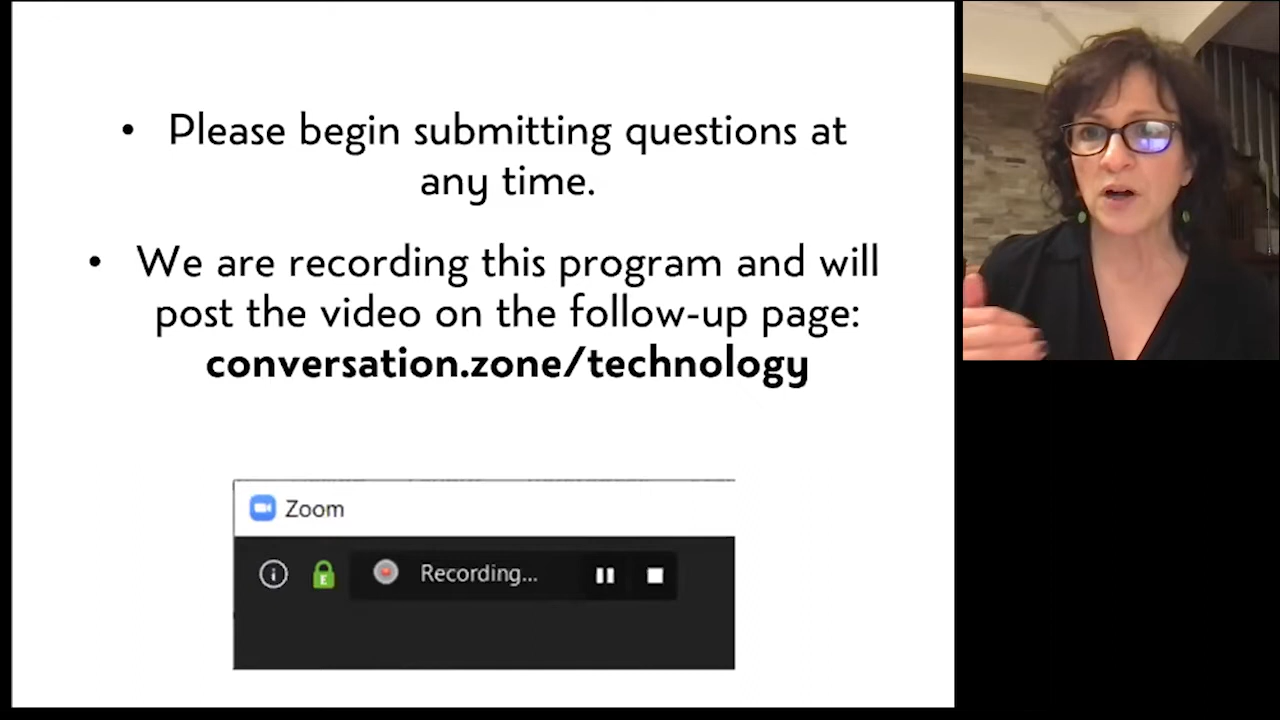 • Please begin submitting questions at
any time.
• We are recording this program and will
post the video on the follow-up page:
conversation.zone/technology
Zoom
E
Recording...